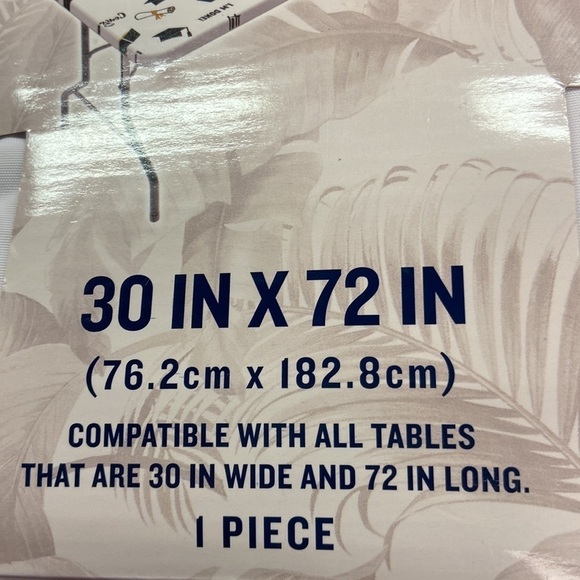 I'M DONE!
30 IN X 72 IN
(76.2cm x 182.8cm)
COMPATIBLE WITH ALL TABLES
THAT ARE 30 IN WIDE AND 72 IN LONG.
1 PIECE